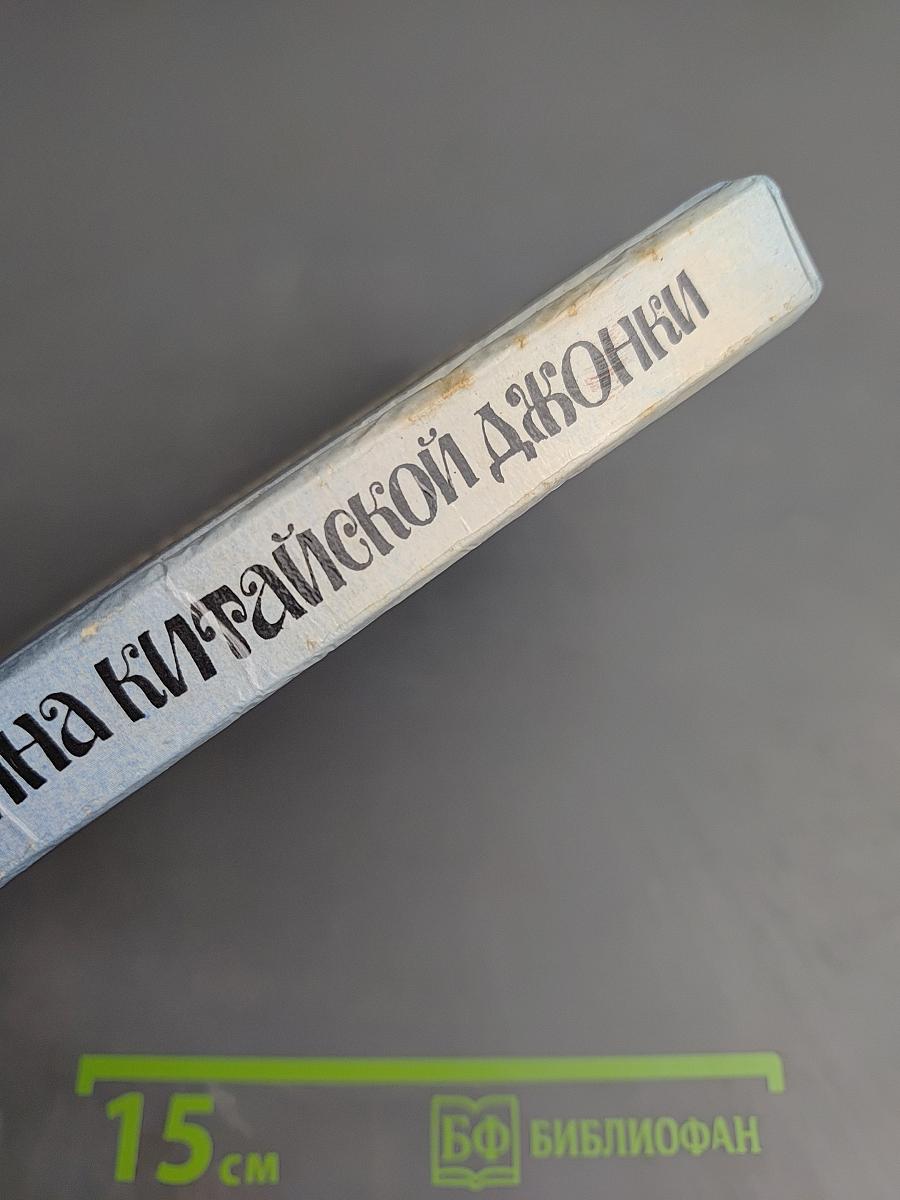 на китайской джонки
15 см
БФ БИБЛИОФАН